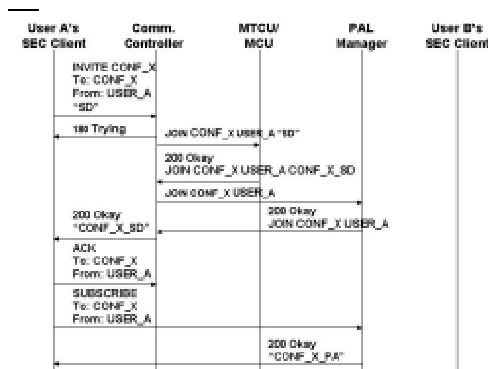 User A's
SEC Client
Comm.
Controller
MTCU/
MCU
PAL
Manager
User B's
SEC Client
INVITE CONF_X
To: CONF_X
From: USER_A
"SD"
180 Trying
JOIN CONF_X USER_A "SD"
200 Okay
JOIN CONF_X USER_A CONF_X_SD
JOIN CONF_X USER_A
200 Okay
JOIN CONF_X USER_A
200 Okay
"CONF_X_SD"
ACK
To: CONF_X
From: USER_A
SUBSCRIBE
To: CONF_X
From: USER_A
200 Okay
"CONF_X_PA"